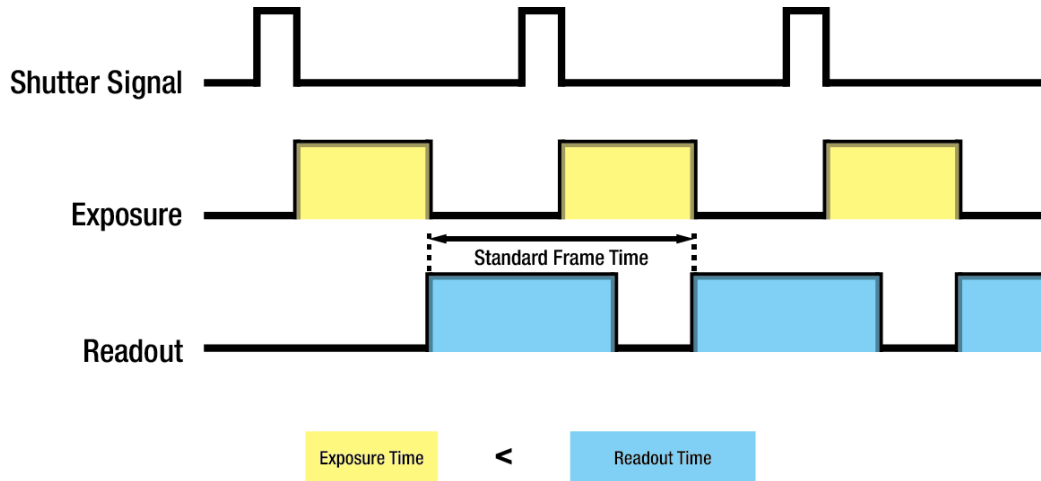 Shutter Signal
Exposure
Standard Frame Time
Readout
Exposure Time < Readout Time